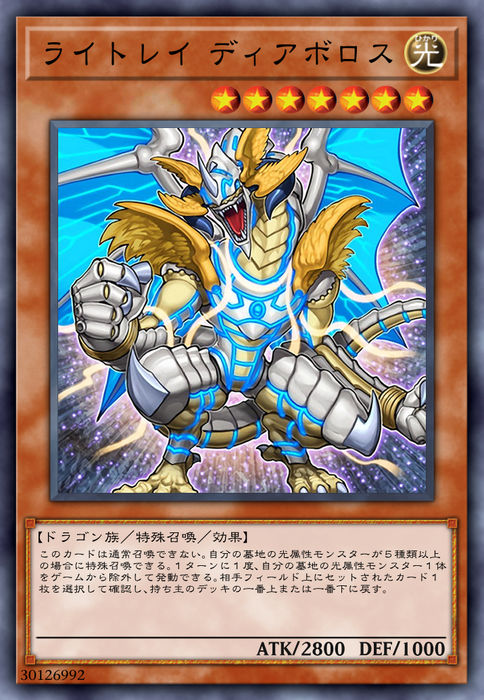 ライトレイ ディアボロス
ひかり
光
【ドラゴン族／特殊召喚／効果】
このカードは通常召喚できない。自分の墓地の光属性モンスターが５種類以上
の場合に特殊召喚できる。１ターンに１度、自分の墓地の光属性モンスター１体
をゲームから除外して発動できる。相手フィールド上にセットされたカード１
枚を選択して確認し、持ち主のデッキの一番上または一番下に戻す。
ATK/2800 DEF/1000
30126992